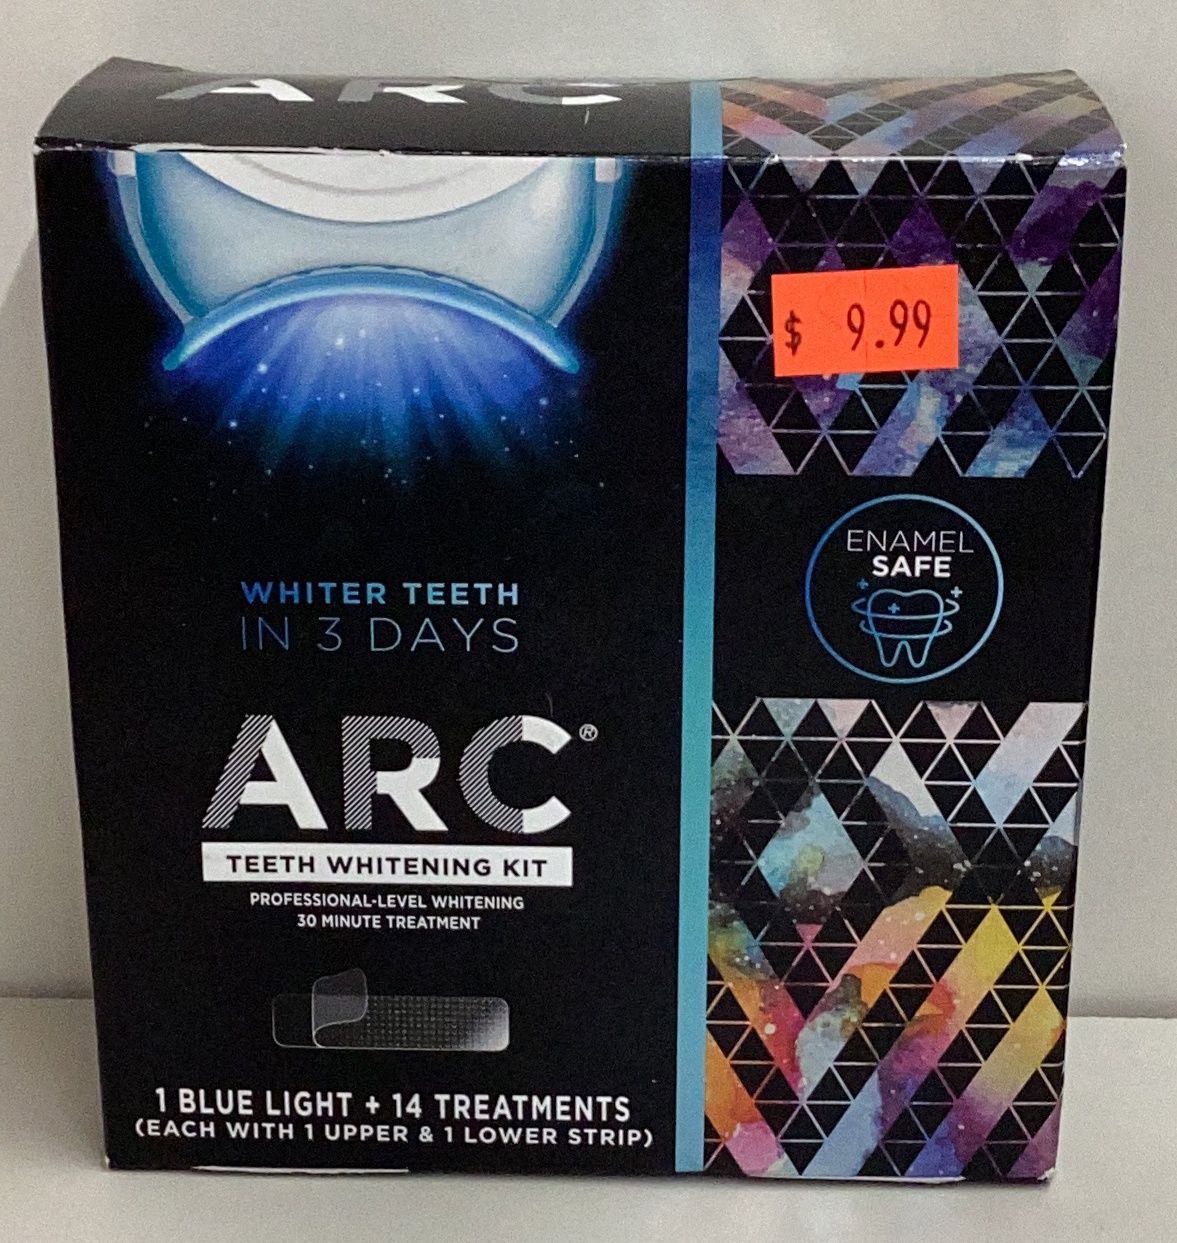 ARC
$ 9.99
ENAMEL
SAFE
WHITER TEETH
IN 3 DAYS
ARC®
TEETH WHITENING KIT
PROFESSIONAL-LEVEL WHITENING
30 MINUTE TREATMENT
1 BLUE LIGHT + 14 TREATMENTS
(EACH WITH 1 UPPER & 1 LOWER STRIP)